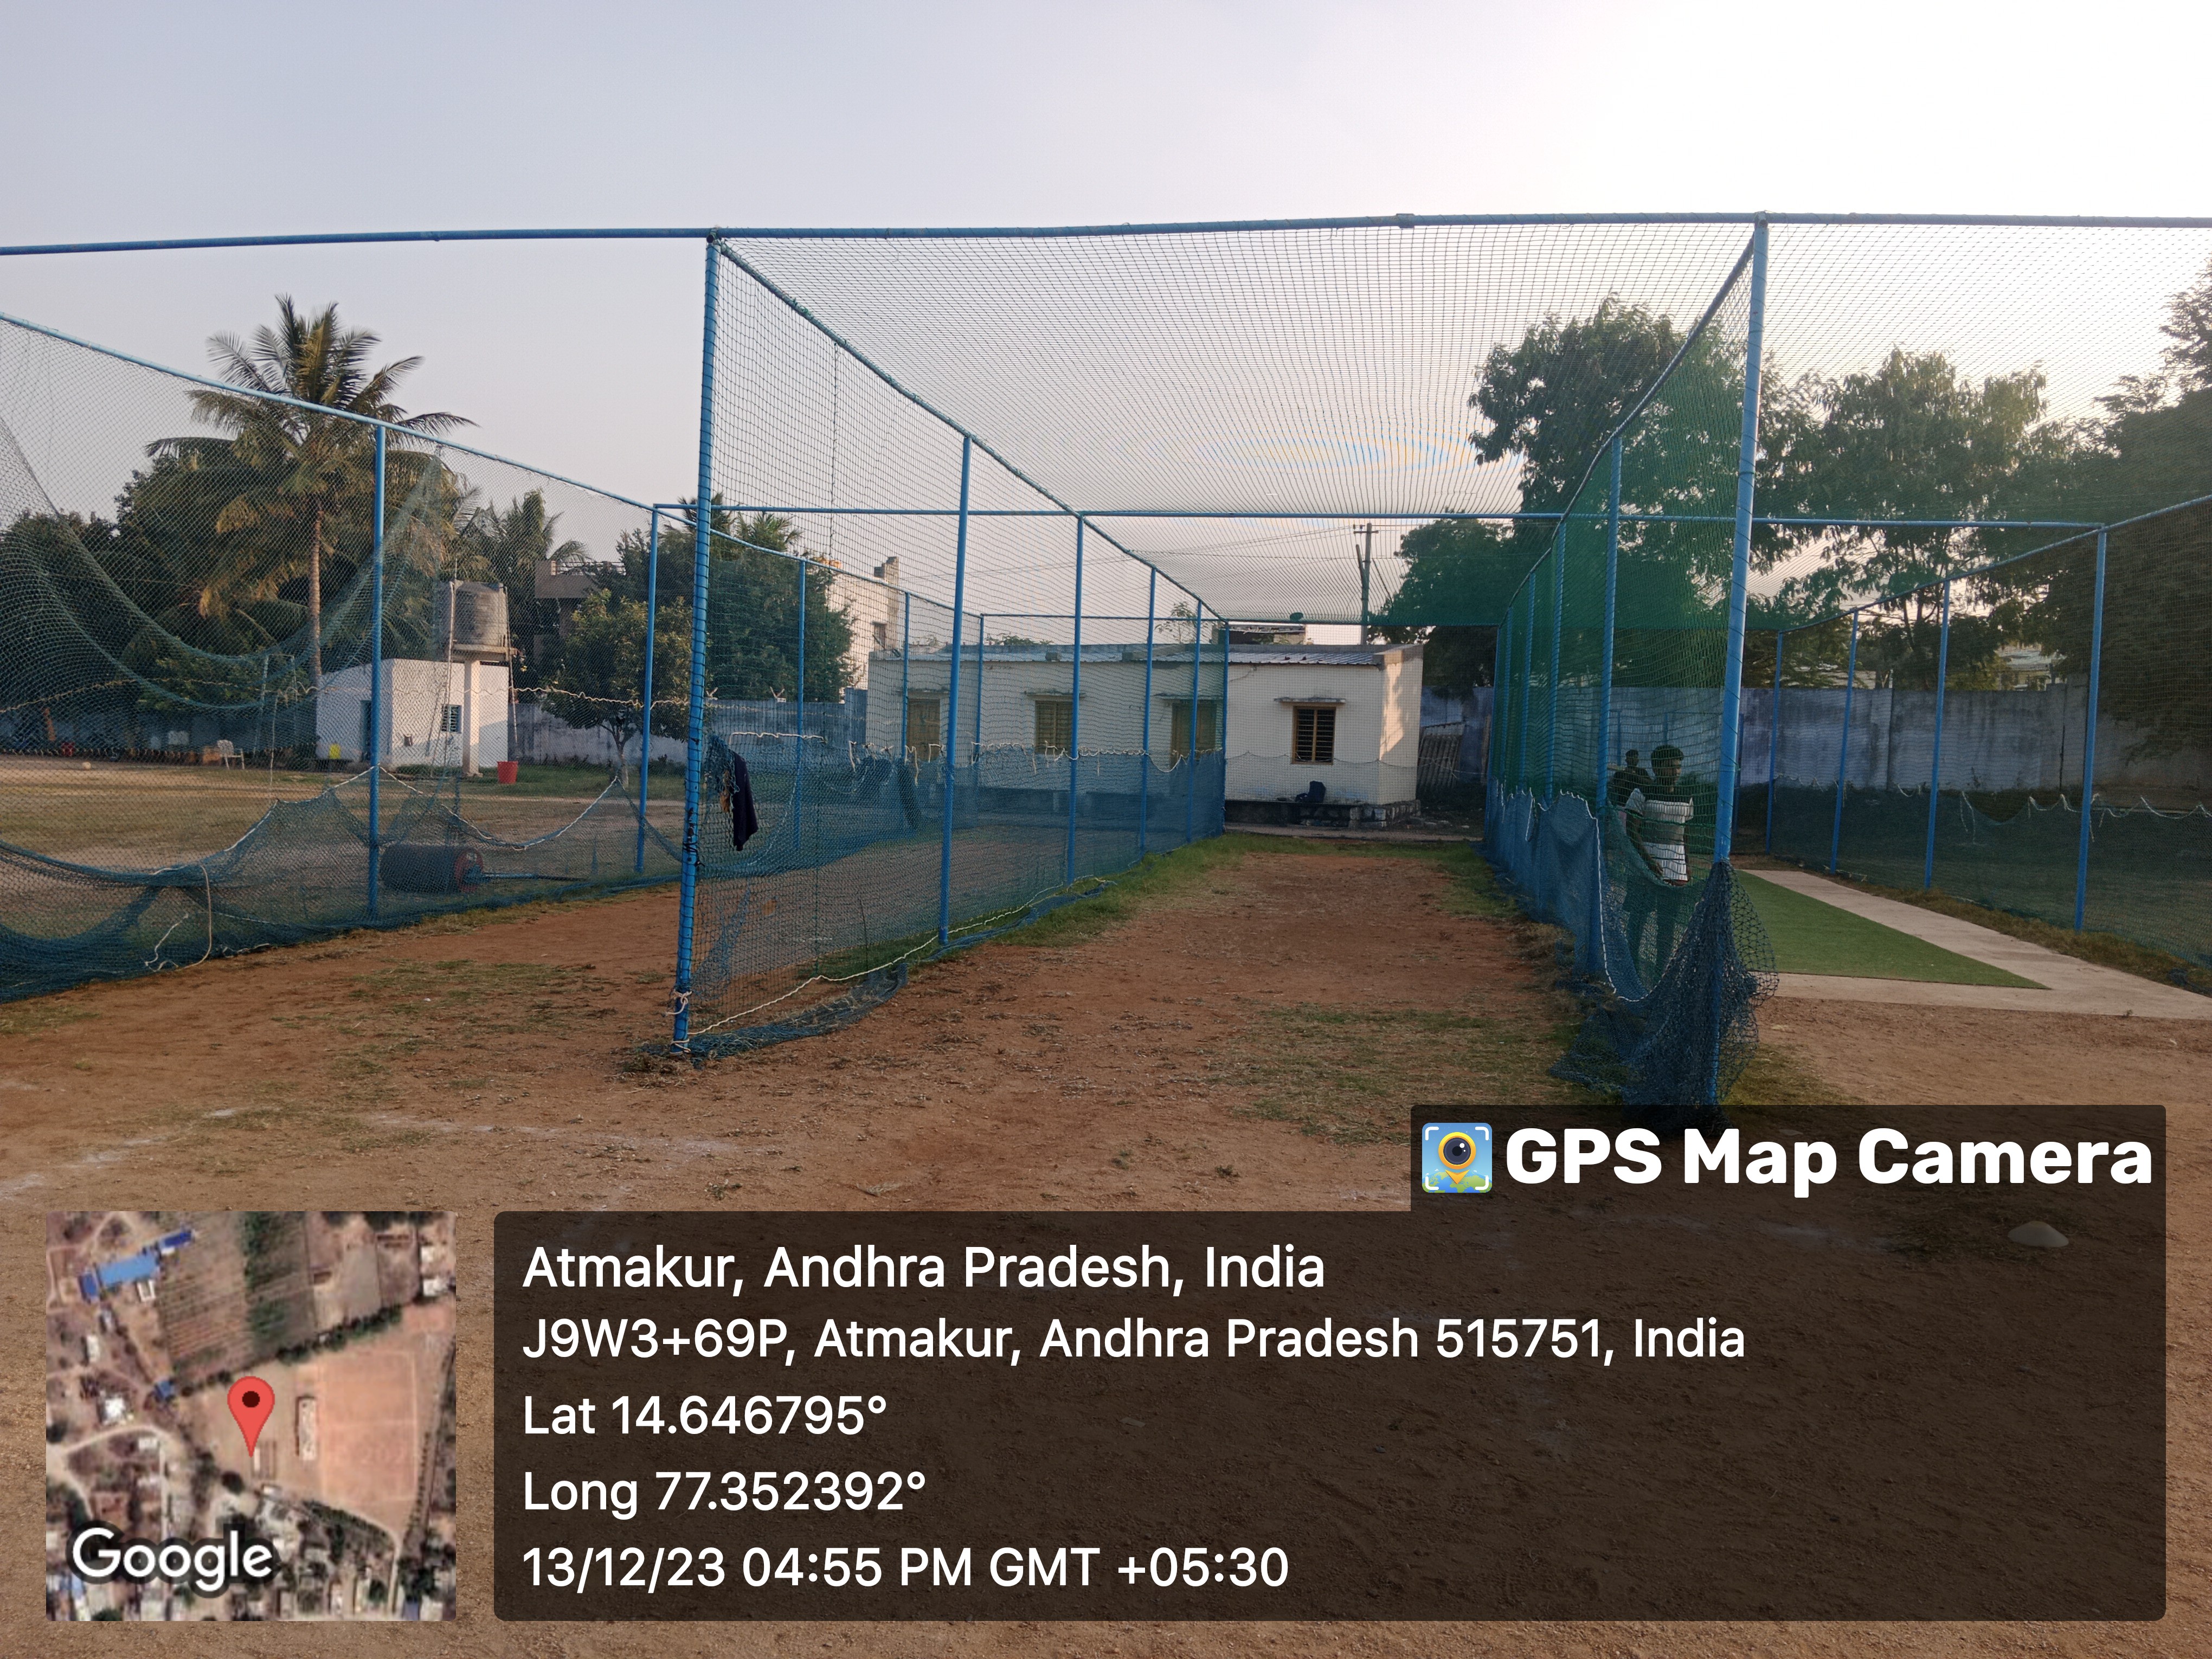 GPS Map Camera
Atmakur, Andhra Pradesh, India
J9W3+69P, Atmakur, Andhra Pradesh 515751, India
Lat 14.646795°
Long 77.352392°
13/12/23 04:55 PM GMT +05:30
Google